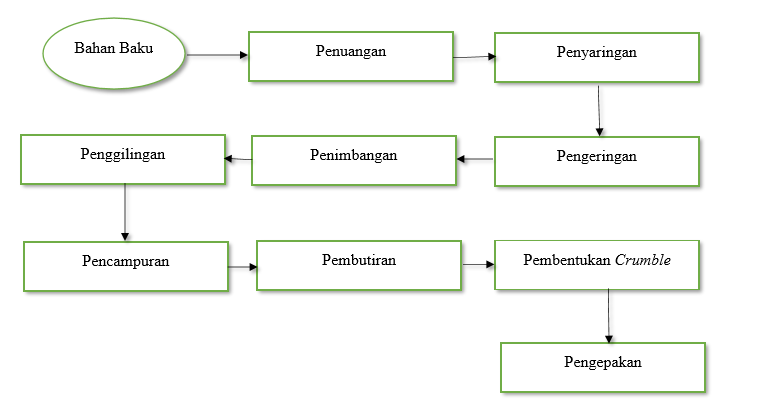 Bahan Baku
Penuangan
Penyaringan
Pengeringan
Penimbangan
Penggilingan
Pencampuran
Pembutiran
Pembentukan Crumble
Pengepakan